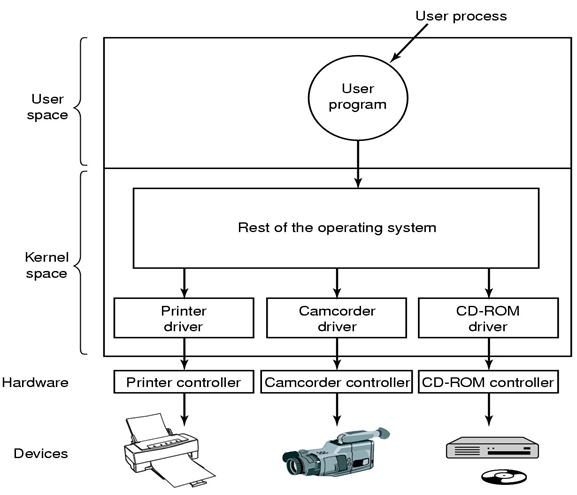 User process
User
space
User
program
Rest of the operating system
Kernel
space
Printer
driver
Camcorder
driver
CD-ROM
driver
Hardware
Printer controller
Camcorder controller
CD-ROM controller
Devices